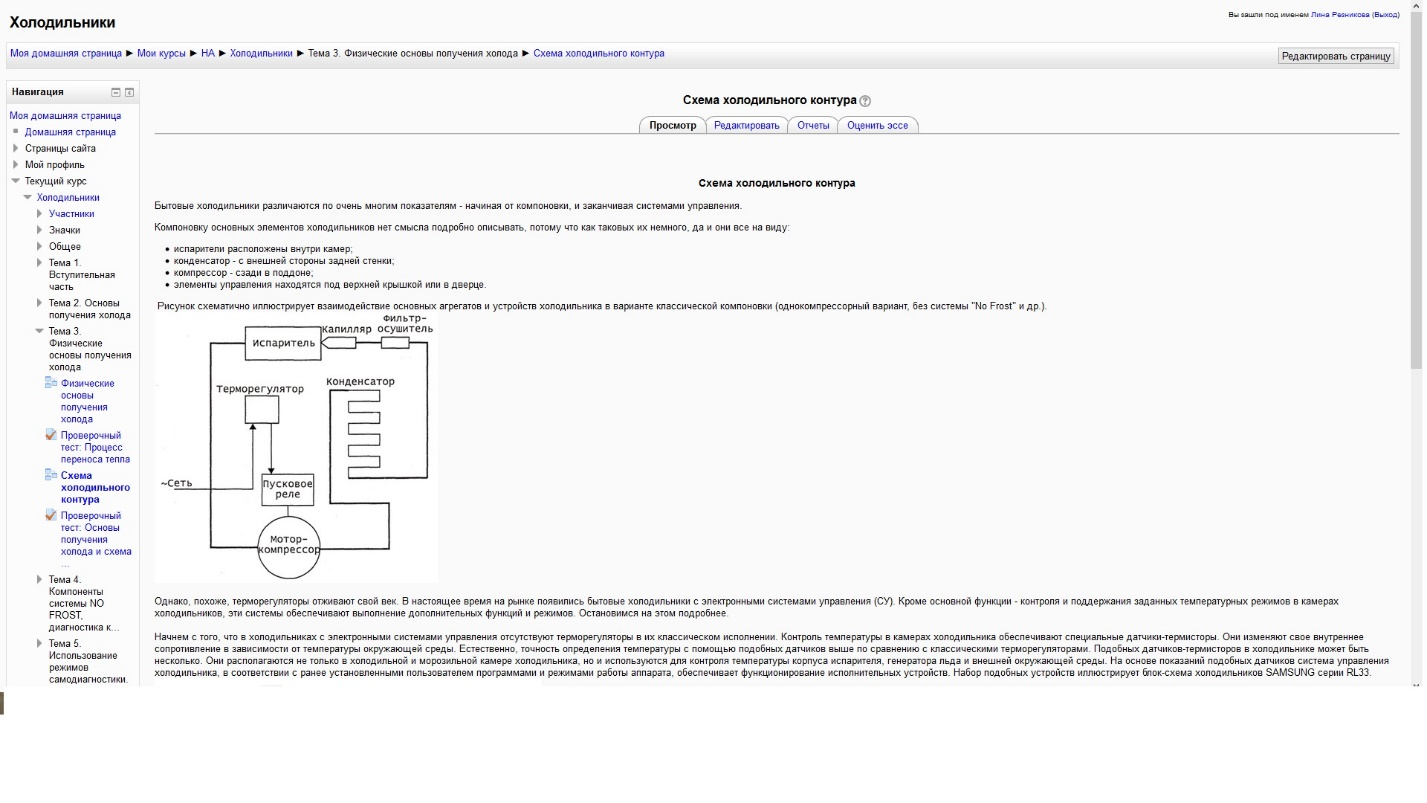 Холодильники
Вы зашли под именем Лина Резникова (Выход)
Моя домашняя страница ► Мои курсы ► НА ► Холодильники ► Тема 3. Физические основы получения холода ► Схема холодильного контура
Редактировать страницу
Навигация
Моя домашняя страница
Домашняя страница
Страницы сайта
Мой профиль
Текущий курс
Холодильники
Участники
Значки
Общее
Тема 1.
Вступительная
часть
Тема 2. Основы
получения холода
Тема 3.
Физические
основы получения
холода
Физические
основы
получения
холода
Проверочный
тест: Процесс
переноса тепла
Схема
холодильного
контура
Проверочный
тест: Основы
получения
холода и схема
...
Тема 4.
Компоненты
системы NO
FROST,
диагностика к...
Тема 5.
Использование
режимов
самодиагностики.
Схема холодильного контура
Просмотр Редактировать Отчеты Оценить эссе
Схема холодильного контура
Бытовые холодильники различаются по очень многим показателям - начиная от компоновки, и заканчивая системами управления.
Компоновку основных элементов холодильников нет смысла подробно описывать, потому что как таковых их немного, да и они все на виду:
• испарители расположены внутри камер;
• конденсатор - с внешней стороны задней стенки;
• компрессор - сзади в поддоне;
• элементы управления находятся под верхней крышкой или в дверце.
Рисунок схематично иллюстрирует взаимодействие основных агрегатов и устройств холодильника в варианте классической компоновки (однокомпрессорный вариант, без системы "No Frost" и др.).
Фильтр-
осушитель
Капилляр
Испаритель
Терморегулятор
Конденсатор
~Сеть
Пусковое
реле
Мотор-
компрессор
Однако, похоже, терморегуляторы отживают свой век. В настоящее время на рынке появились бытовые холодильники с электронными системами управления (СУ). Кроме основной функции - контроля и поддержания заданных температурных режимов в камерах
холодильников, эти системы обеспечивают выполнение дополнительных функций и режимов. Остановимся на этом подробнее.
Начнем с того, что в холодильниках с электронными системами управления отсутствуют терморегуляторы в их классическом исполнении. Контроль температуры в камерах холодильника обеспечивают специальные датчики-термисторы. Они изменяют свое внутреннее
сопротивление в зависимости от температуры окружающей среды. Естественно, точность определения температуры с помощью подобных датчиков выше по сравнению с классическими терморегуляторами. Подобных датчиков-термисторов в холодильнике может быть
несколько. Они располагаются не только в холодильной и морозильной камере холодильника, но и используются для контроля температуры корпуса испарителя, генератора льда и внешней окружающей среды. На основе показаний подобных датчиков система управления
холодильника, в соответствии с ранее установленными пользователем программами и режимами работы аппарата, обеспечивает функционирование исполнительных устройств. Набор подобных устройств иллюстрирует блок-схема холодильников SAMSUNG серии RL33.